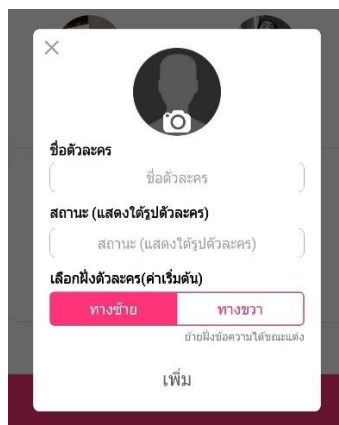 ชื่อตัวละคร
ชื่อตัวละคร
สถานะ (แสดงใต้รูปตัวละคร)
สถานะ (แสดงใต้รูปตัวละคร)
เลือกฝั่งตัวละคร(ค่าเริ่มต้น)
ทางซ้าย ทางขวา
ย้ายฝั่งข้อความได้ขณะแต่ง
เพิ่ม